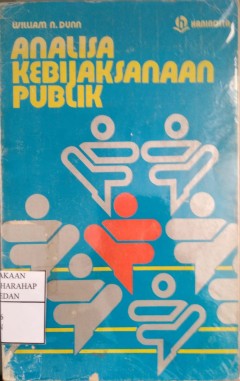 WILLIAM N. DUNN
HANINDITA
ANALISA
KEBIJAKSANAAN
PUBLIK
AKAAN
HARAHAP
EDAN